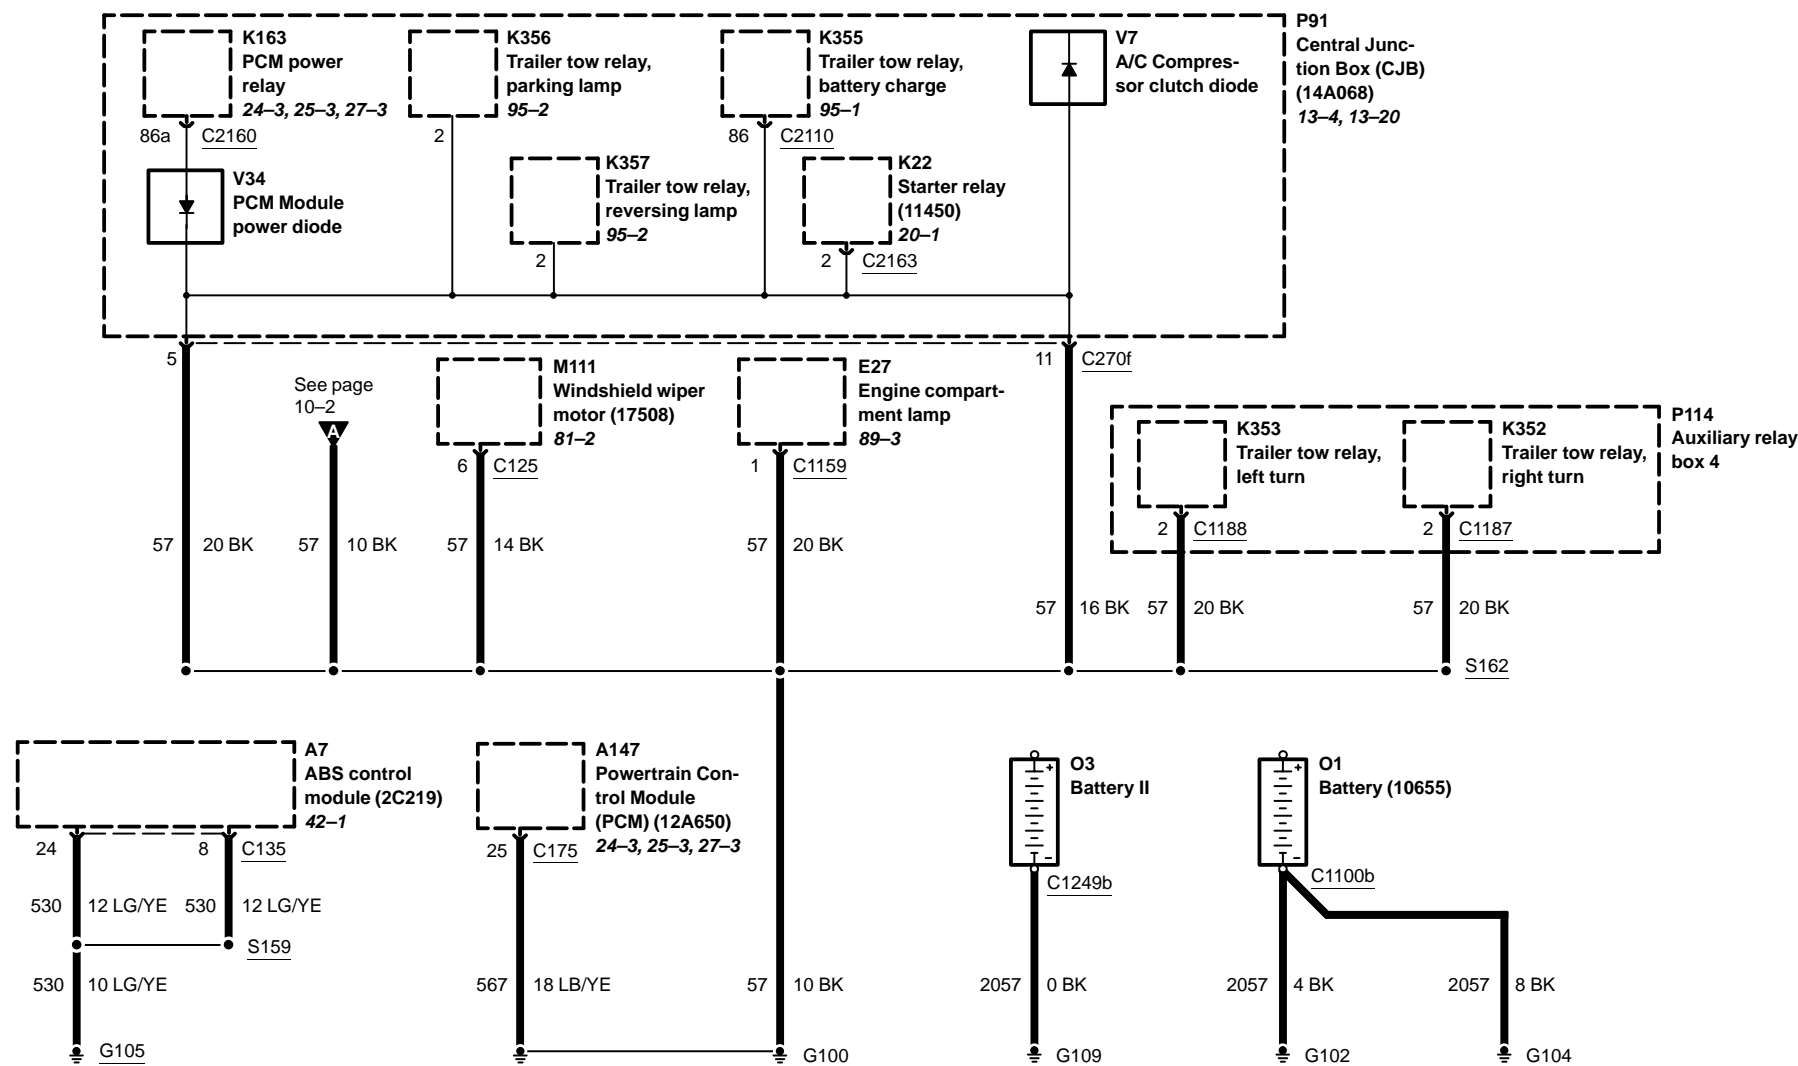 P91
Central Junc-
tion Box (CJB)
(14A068)
13–4, 13–20
K163
PCM power
relay
24–3, 25–3, 27–3
86a
C2160
K356
Trailer tow relay,
parking lamp
95–2
2
K355
Trailer tow relay,
battery charge
95–1
86
C2110
V7
A/C Compres-
sor clutch diode
V34
PCM Module
power diode
K357
Trailer tow relay,
reversing lamp
95–2
2
K22
Starter relay
(11450)
20–1
2
C2163
5
11
C270f
See page
10–2
A
M111
Windshield wiper
motor (17508)
81–2
6
C125
E27
Engine compart-
ment lamp
89–3
1
C1159
P114
Auxiliary relay
box 4
K353
Trailer tow relay,
left turn
2
C1188
K352
Trailer tow relay,
right turn
2
C1187
57
20 BK
57
10 BK
57
14 BK
57
20 BK
57
16 BK
57
20 BK
57
20 BK
S162
A7
ABS control
module (2C219)
42–1
24
8
C135
530
12 LG/YE
530
12 LG/YE
S159
530
10 LG/YE
G105
A147
Powertrain Con-
trol Module
(PCM) (12A650)
24–3, 25–3, 27–3
25
C175
567
18 LB/YE
57
10 BK
G100
O3
Battery II
+
–
C1249b
2057
0 BK
G109
O1
Battery (10655)
+
–
C1100b
2057
4 BK
G102
2057
8 BK
G104